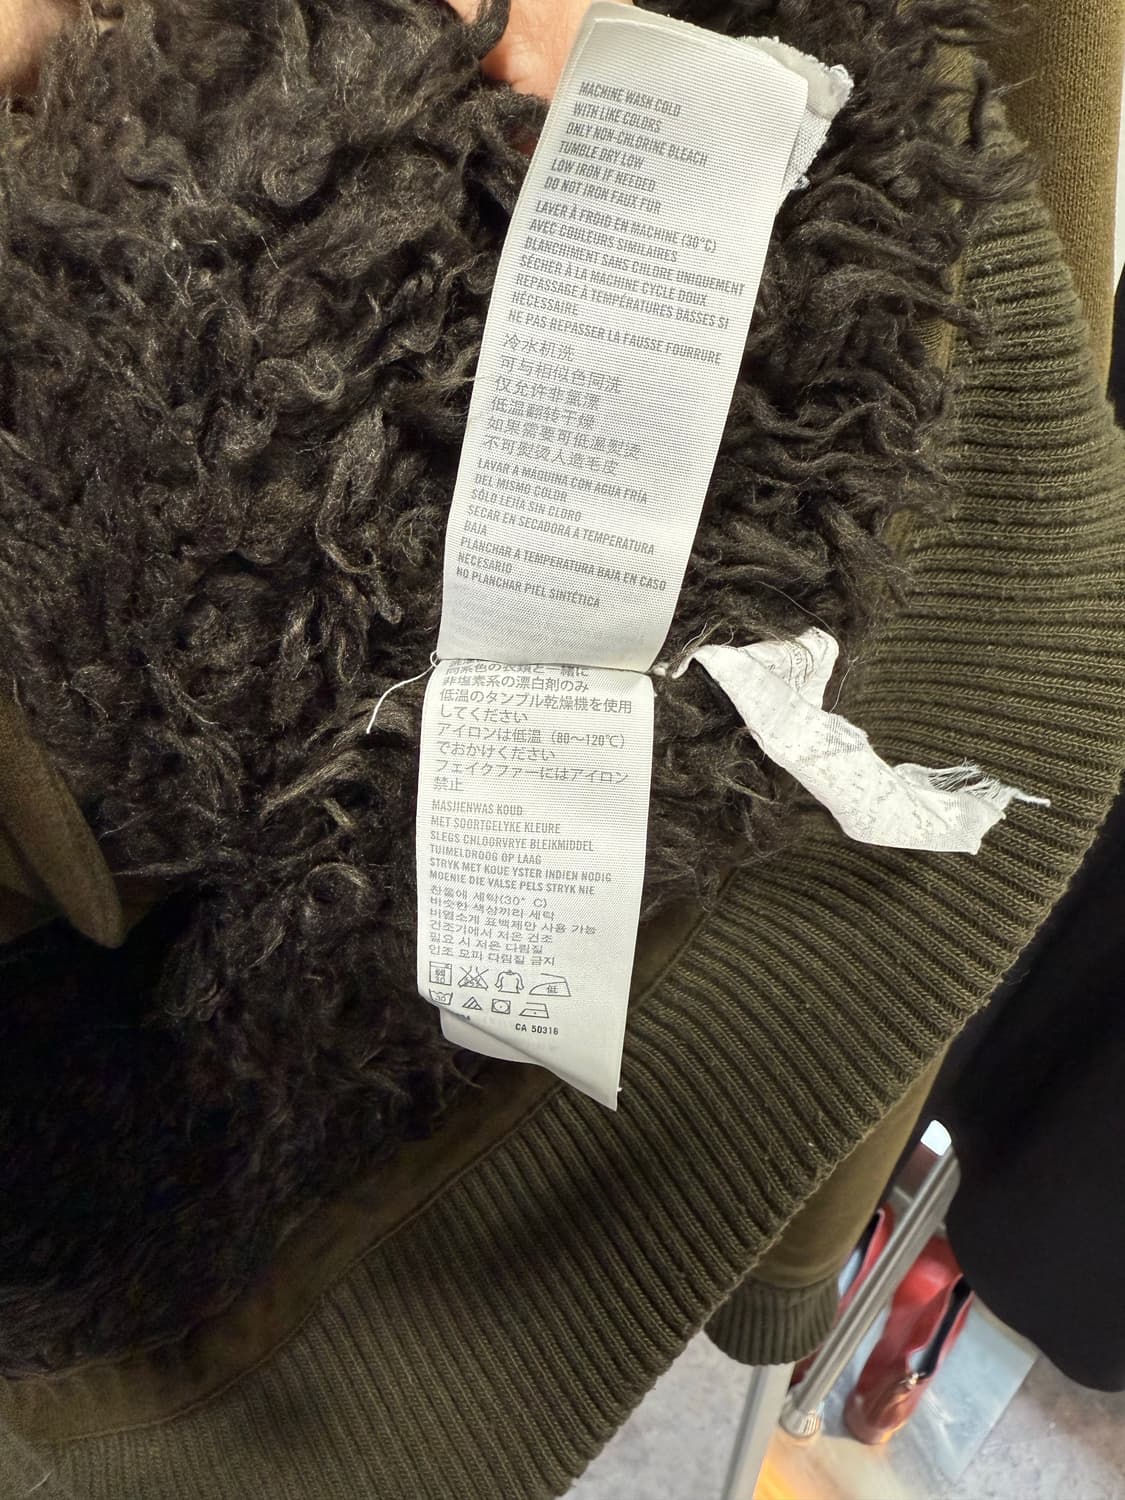 MACHINE WASH COLD
WITH LIKE COLORS
ONLY NON-CHLORINE BLEACH
TUMBLE DRY LOW
LOW IRON IF NEEDED
DO NOT IRON FAUX FUR
LAVER À FROID EN MACHINE (30°C)
AVEC COULEURS SIMILAIRES
BLANCHIMENT SANS CHLORE UNIQUEMENT
SÉCHER À LA MACHINE CYCLE DOUX
REPASSAGE À TEMPÉRATURES BASSES SI
NÉCESSAIRE
NE PAS REPASSER LA FAUSSE FOURRURE
冷水机洗
可与相似色同洗
仅允许非氯漂
低温翻转干燥
如果需要可低温熨烫
不可熨烫人造毛皮
LAVAR A MÁQUINA CON AGUA FRÍA
DEL MISMO COLOR
SÓLO LEJÍA SIN CLORO
SECAR EN SECADORA A TEMPERATURA
BAJA
PLANCHAR A TEMPERATURA BAJA EN CASO
NECESARIO
NO PLANCHAR PIEL SINTÉTICA
同系色の衣類と一緒に
非塩素系の漂白剤のみ
低温のタンブル乾燥機を使用
してください
アイロンは低温（80～120℃）
でおかけください
フェイクファーにはアイロン
禁止
MASJIENWAS KOUD
MET SOORTGELYKE KLEURE
SLEGS CHLOORVRYE BLEIKMIDDEL
TUIMELDROOG OP LAAG
STRYK MET KOUE YSTER INDIEN NODIG
MOENIE DIE VALSE PELS STRYK NIE
찬물에 세탁(30° C)
비슷한 색상끼리 세탁
비염소계 표백제만 사용 가능
건조기에서 저온 건조
필요 시 저온 다림질
인조 모피 다림질 금지
低
CA 50316